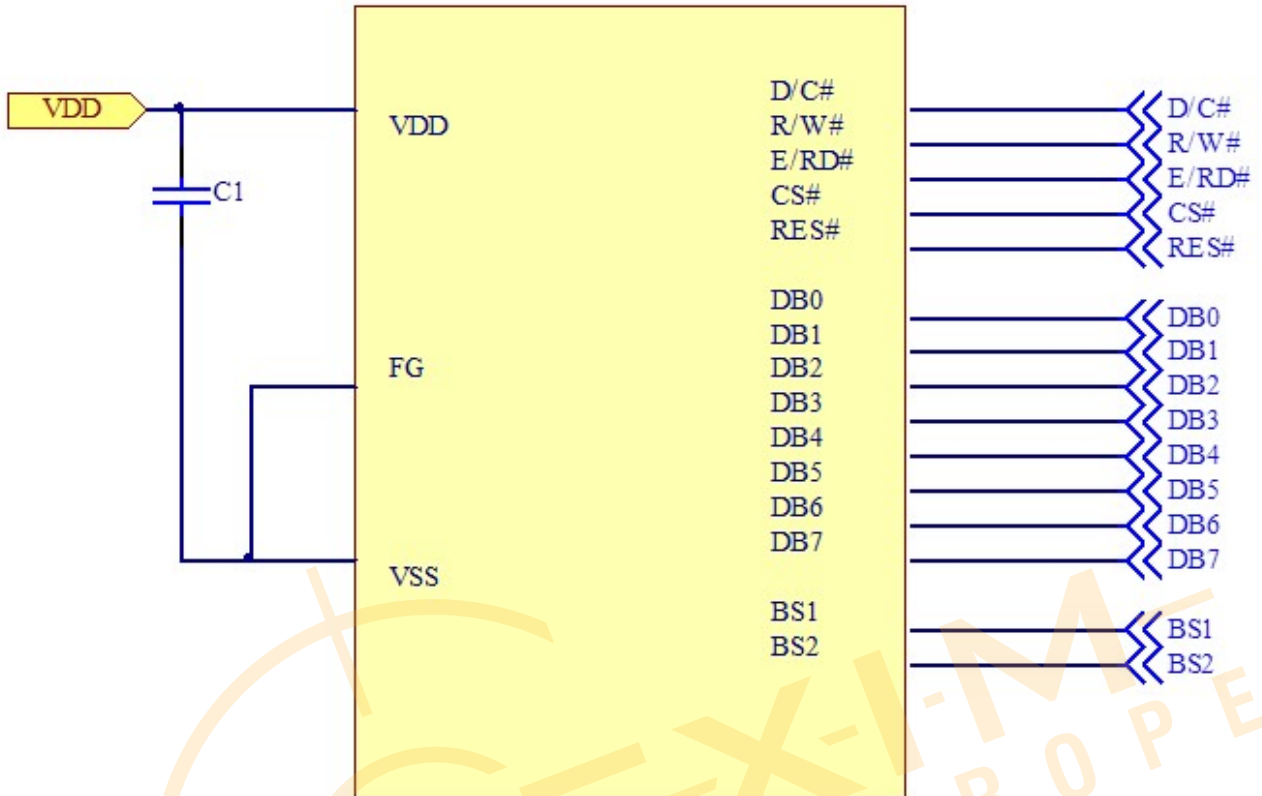 VDD
C1
VDD
FG
VSS
D/C#
R/W#
E/RD#
CS#
RES#
DB0
DB1
DB2
DB3
DB4
DB5
DB6
DB7
BS1
BS2
D/C#
R/W#
E/RD#
CS#
RES#
DB0
DB1
DB2
DB3
DB4
DB5
DB6
DB7
BS1
BS2